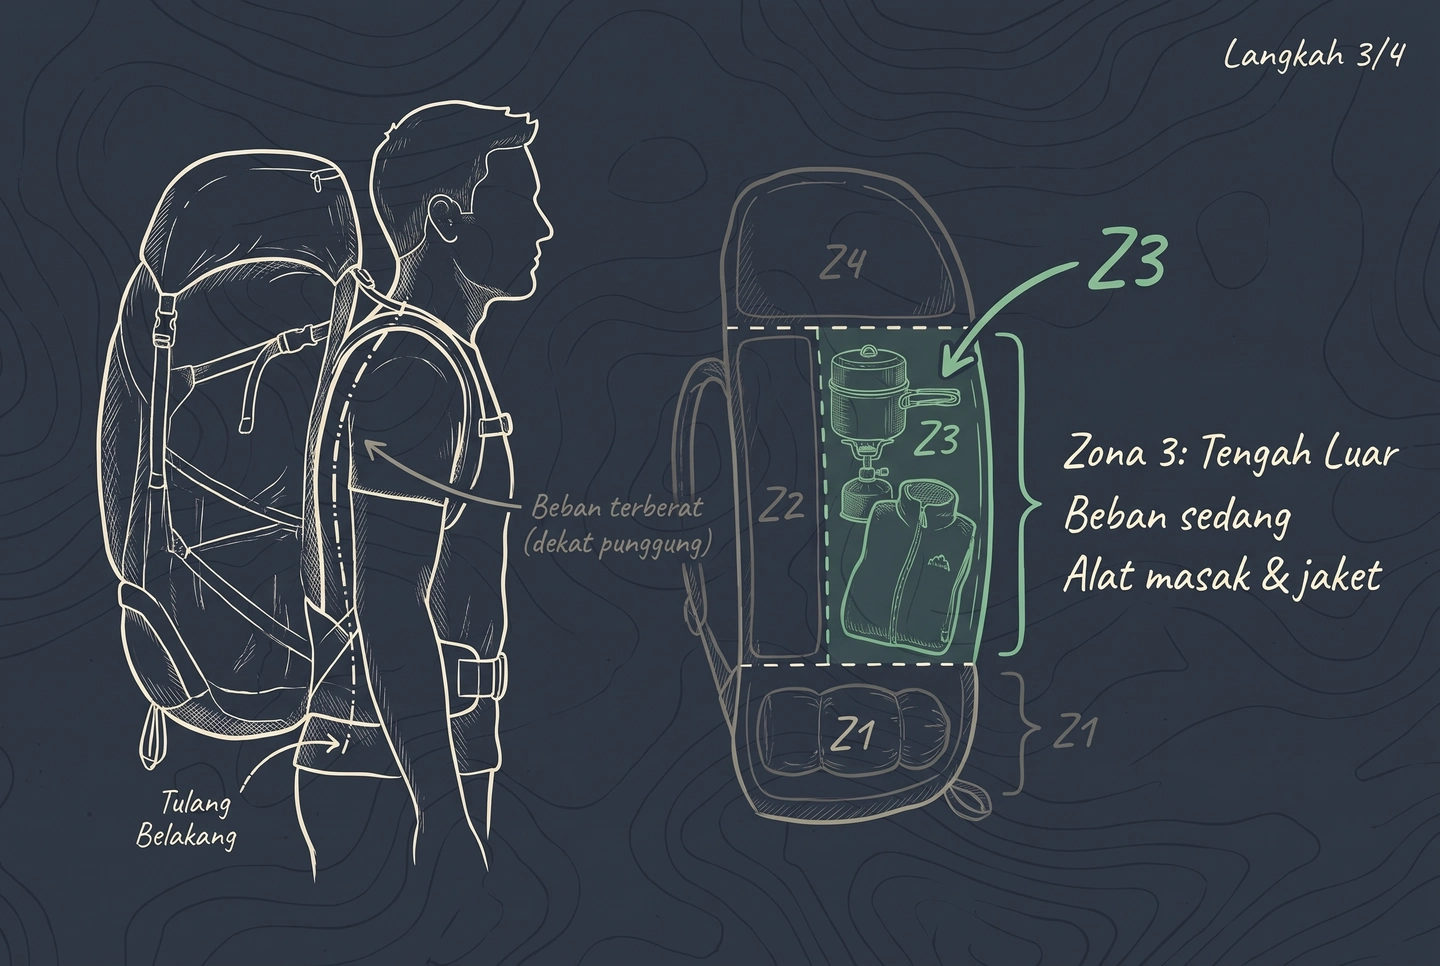 Langkah 3/4
Z4
Z3
Z3
Z2
Zona 3: Tengah Luar
Beban sedang
Alat masak & jaket
Beban terberat
(dekat punggung)
Z1
Z1
Tulang
Belakang